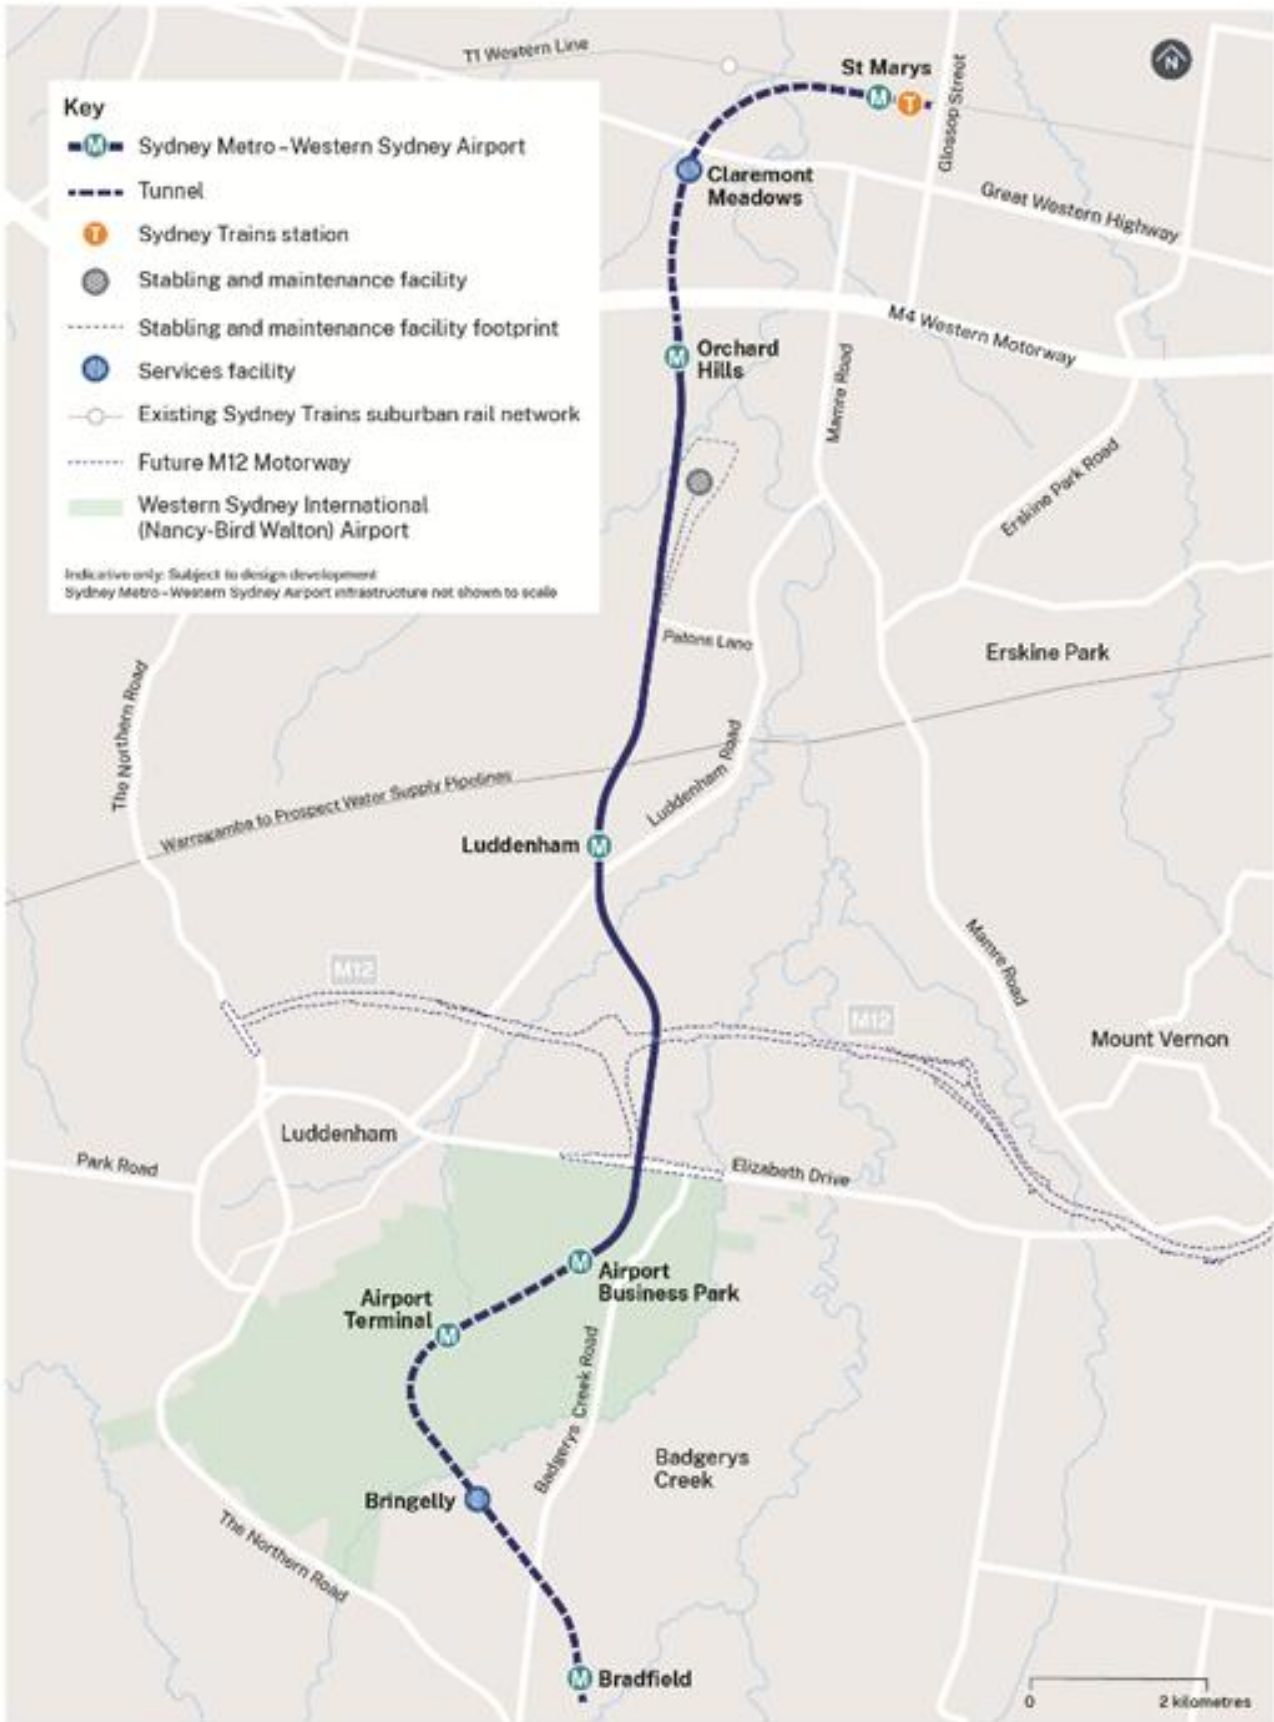 T1 Western Line
St Marys
N
M
T
Glossop Street
Key
M Sydney Metro – Western Sydney Airport
Tunnel
T Sydney Trains station
Stabling and maintenance facility
Stabling and maintenance facility footprint
Services facility
Existing Sydney Trains suburban rail network
Future M12 Motorway
Western Sydney International
(Nancy-Bird Walton) Airport
Indicative only: Subject to design development
Sydney Metro – Western Sydney Airport infrastructure not shown to scale
Claremont
Meadows
Great Western Highway
M4 Western Motorway
M
Orchard
Hills
Mamre Road
Erskine Park Road
Patons Lane
Erskine Park
The Northern Road
Luddenham Road
Warragamba to Prospect Water Supply Pipelines
Luddenham
M
Mamre Road
M12
M12
Mount Vernon
Luddenham
Park Road
Elizabeth Drive
M
Airport
Business Park
Airport
Terminal
M
Badgerys Creek Road
Badgerys
Creek
Bringelly
The Northern Road
M
Bradfield
0
2 kilometres